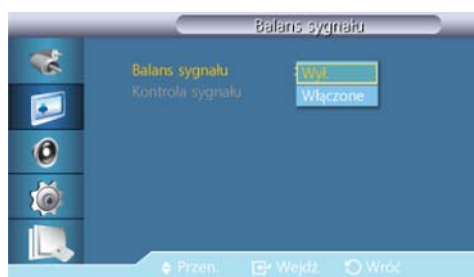 Balans sygnału
Balans sygnału : Wył.
Kontrola sygnału Włączone
Przen. Wejdź Wróć